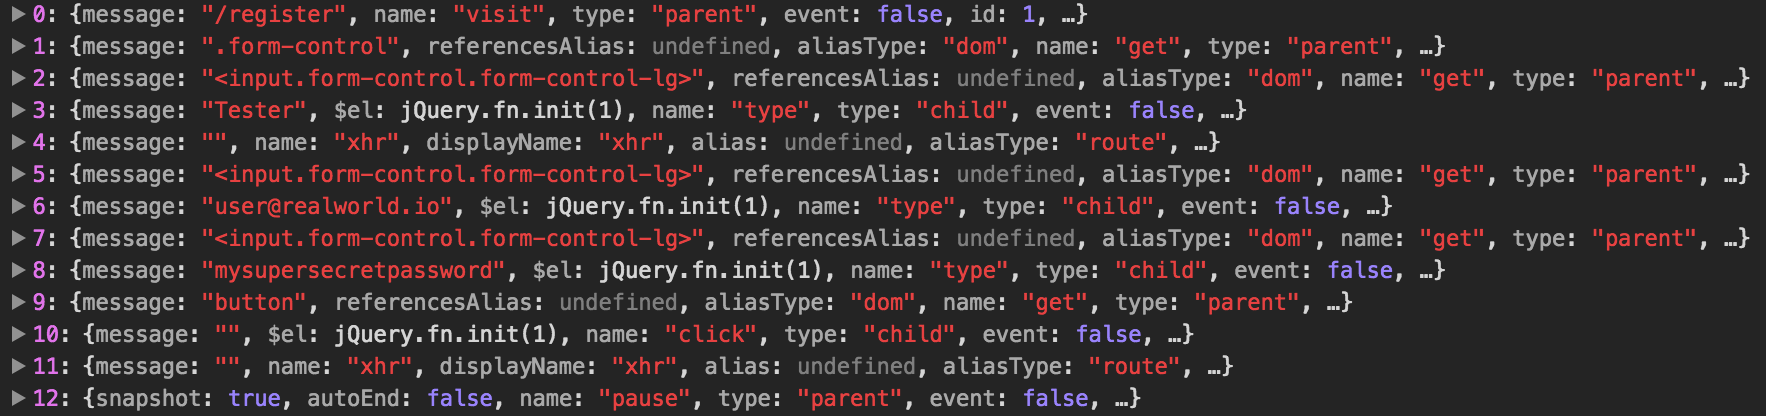 ▶ 0: {message: "/register", name: "visit", type: "parent", event: false, id: 1, …}
▶ 1: {message: ".form-control", referencesAlias: undefined, aliasType: "dom", name: "get", type: "parent", …}
▶ 2: {message: "<input.form-control.form-control-lg>", referencesAlias: undefined, aliasType: "dom", name: "get", type: "parent", …}
▶ 3: {message: "Tester", $el: jQuery.fn.init(1), name: "type", type: "child", event: false, …}
▶ 4: {message: "", name: "xhr", displayName: "xhr", alias: undefined, aliasType: "route", …}
▶ 5: {message: "<input.form-control.form-control-lg>", referencesAlias: undefined, aliasType: "dom", name: "get", type: "parent", …}
▶ 6: {message: "user@realworld.io", $el: jQuery.fn.init(1), name: "type", type: "child", event: false, …}
▶ 7: {message: "<input.form-control.form-control-lg>", referencesAlias: undefined, aliasType: "dom", name: "get", type: "parent", …}
▶ 8: {message: "mysupersecretpassword", $el: jQuery.fn.init(1), name: "type", type: "child", event: false, …}
▶ 9: {message: "button", referencesAlias: undefined, aliasType: "dom", name: "get", type: "parent", …}
▶ 10: {message: "", $el: jQuery.fn.init(1), name: "click", type: "child", event: false, …}
▶ 11: {message: "", name: "xhr", displayName: "xhr", alias: undefined, aliasType: "route", …}
▶ 12: {snapshot: true, autoEnd: false, name: "pause", type: "parent", event: false, …}